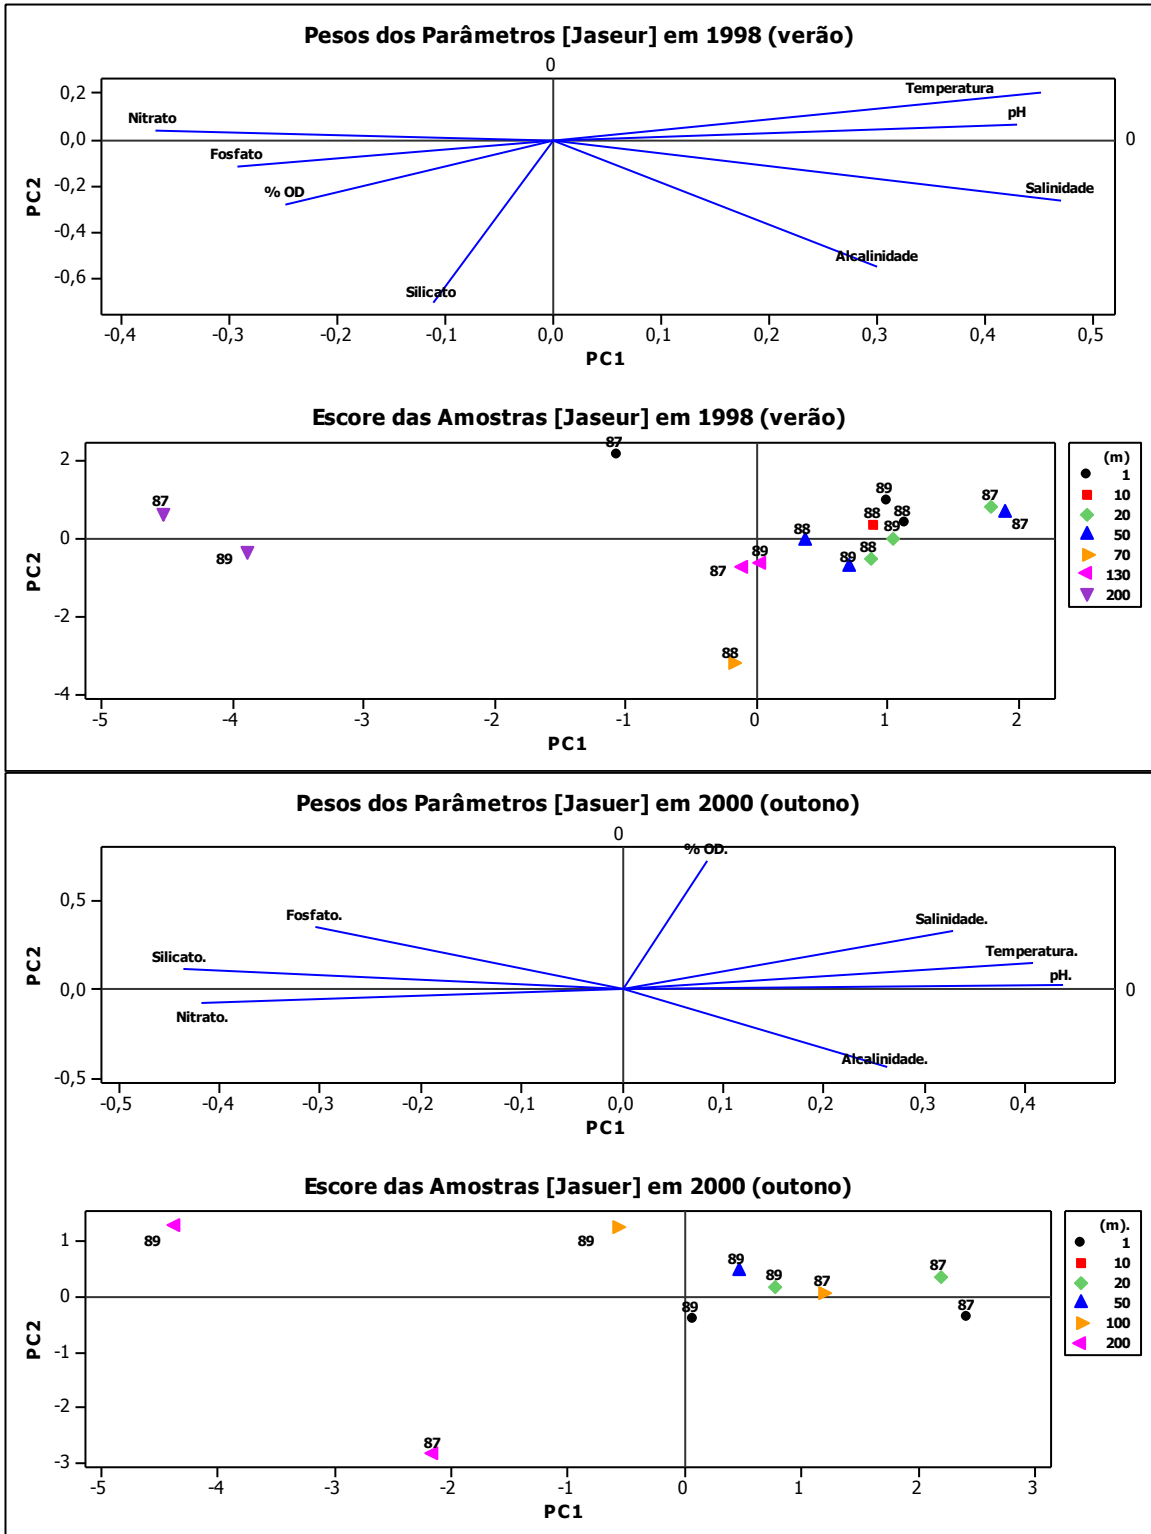 Pesos dos Parâmetros [Jaseur] em 1998 (verão)
0
Temperatura
0,2
Nitrato
pH
0,0
0
Fosfato
-0,2
% OD
Salinidade
PC2
-0,4
Alcalinidade
-0,6
Silicato
-0,4 -0,3 -0,2 -0,1 0,0 0,1 0,2 0,3 0,4 0,5
PC1
Escore das Amostras [Jaseur] em 1998 (verão)
87
2
87
89
87
88
88
87
89
88
0
89
88
89
89
87
PC2
-2
88
-4
-5 -4 -3 -2 -1 0 1 2
PC1
(m)
1
10
20
50
70
130
200
Pesos dos Parâmetros [Jasuer] em 2000 (outono)
0
% OD.
0,5
Fosfato.
Salinidade.
Silicato.
Temperatura.
PC2
pH.
0,0
0
Nitrato.
Alcalinidade.
-0,5
-0,5 -0,4 -0,3 -0,2 -0,1 0,0 0,1 0,2 0,3 0,4
PC1
Escore das Amostras [Jasuer] em 2000 (outono)
1
89
89
89
89
87
87
0
89
87
PC2
-1
-2
87
-3
-5 -4 -3 -2 -1 0 1 2 3
PC1
(m).
1
10
20
50
100
200